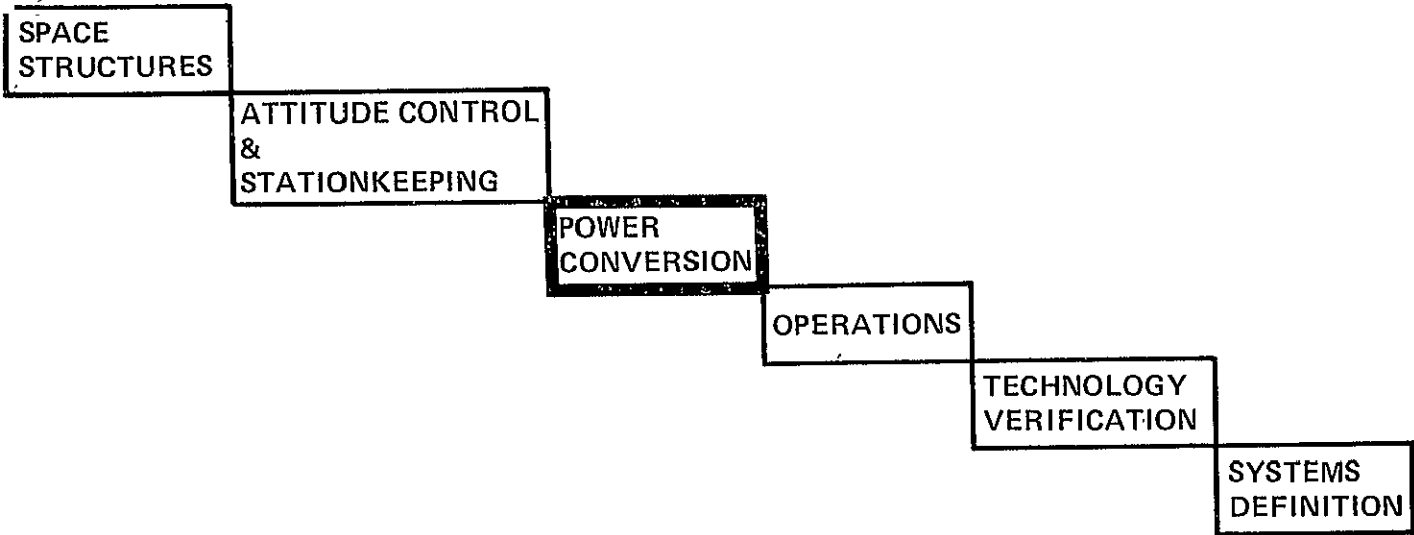 SPACE
STRUCTURES
ATTITUDE CONTROL
&
STATIONKEEPING
POWER
CONVERSION
OPERATIONS
TECHNOLOGY
VERIFICATION
SYSTEMS
DEFINITION